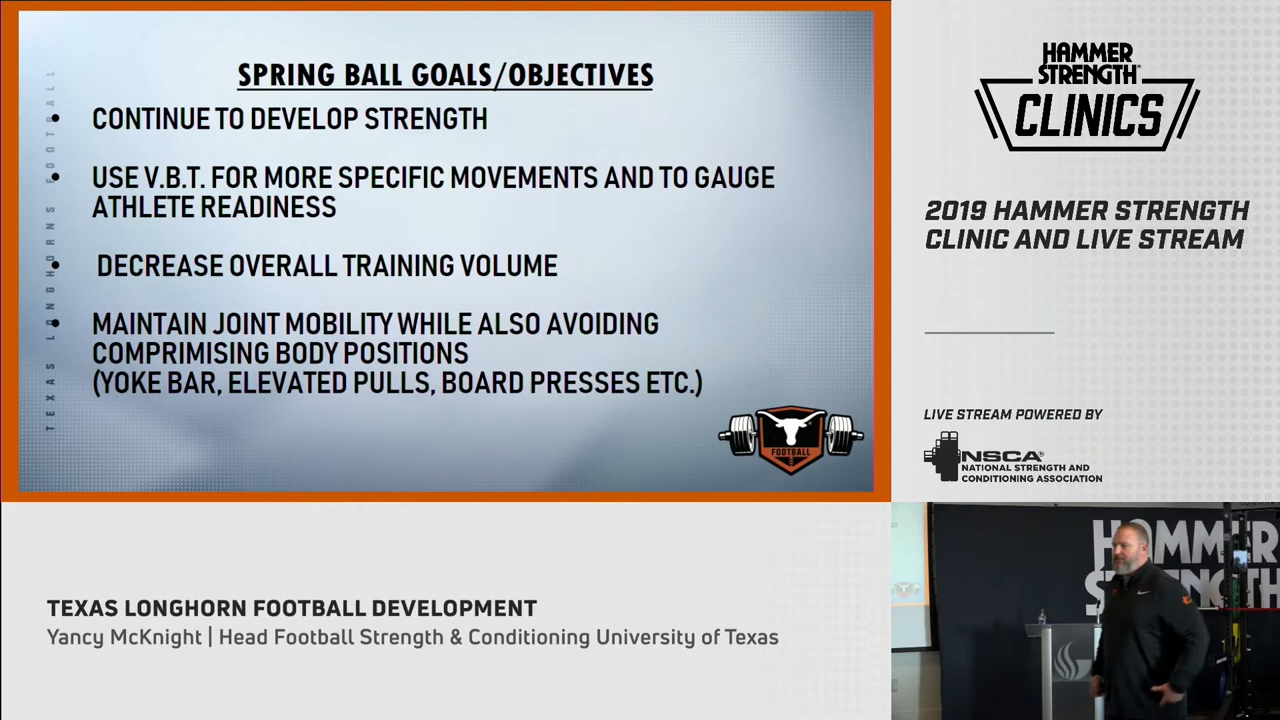 SPRING BALL GOALS/OBJECTIVES
• CONTINUE TO DEVELOP STRENGTH
• USE V.B.T. FOR MORE SPECIFIC MOVEMENTS AND TO GAUGE
ATHLETE READINESS
• DECREASE OVERALL TRAINING VOLUME
• MAINTAIN JOINT MOBILITY WHILE ALSO AVOIDING
COMPRIMISING BODY POSITIONS
(YOKE BAR, ELEVATED PULLS, BOARD PRESSES ETC.)
TEXAS LONGHORNS FOOTBALL
FOOTBALL
HAMMER
STRENGTH®
CLINICS
2019 HAMMER STRENGTH
CLINIC AND LIVE STREAM
LIVE STREAM POWERED BY
NSCA®
NATIONAL STRENGTH AND
CONDITIONING ASSOCIATION
HAMMER
STRENGTH
TEXAS LONGHORN FOOTBALL DEVELOPMENT
Yancy McKnight | Head Football Strength & Conditioning University of Texas